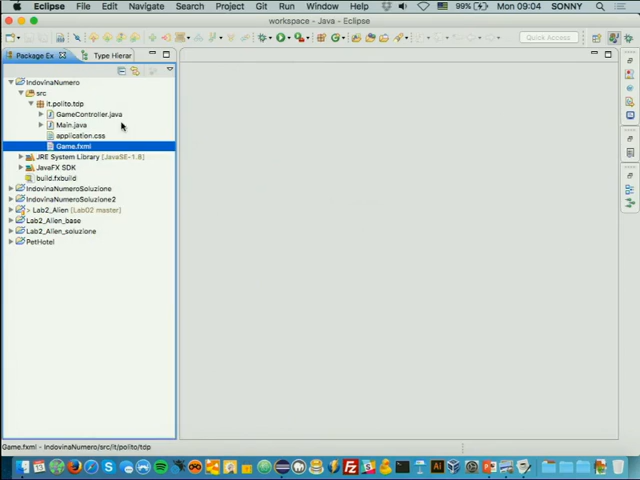 Eclipse File Edit Navigate Search Project Git Run Window Help 99% Mon 09:04 SONNY
workspace - Java - Eclipse
Quick Access
Package Ex Type Hierar
IndovinaNumero
src
it.polito.tdp
GameController.java
Main.java
application.css
Game.fxml
JRE System Library [JavaSE-1.8]
JavaFX SDK
build.fxbuild
IndovinaNumeroSoluzione
IndovinaNumeroSoluzione2
> Lab2_Alien [Lab02 master]
Lab2_Alien_base
Lab2_Alien_soluzione
PetHotel
Game.fxml - IndovinaNumero/src/it/polito/tdp